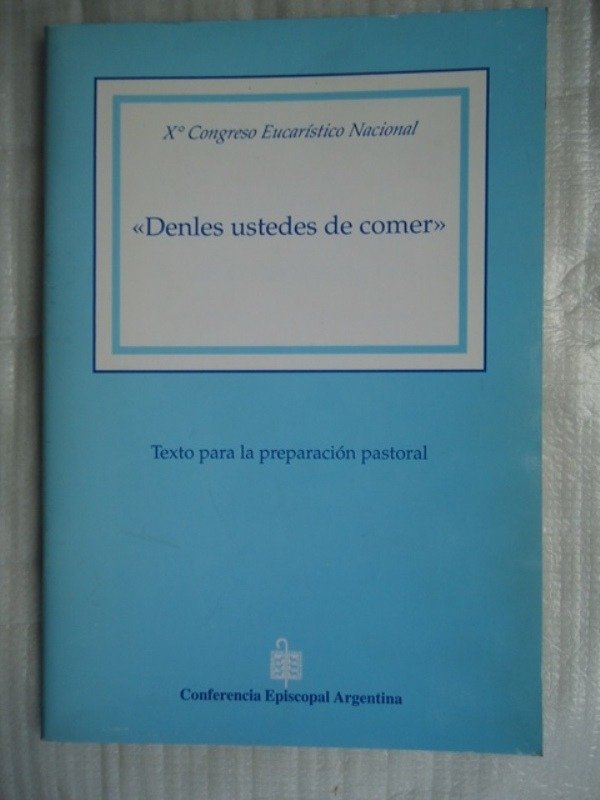 X° Congreso Eucarístico Nacional
«Denles ustedes de comer»
Texto para la preparación pastoral
Conferencia Episcopal Argentina